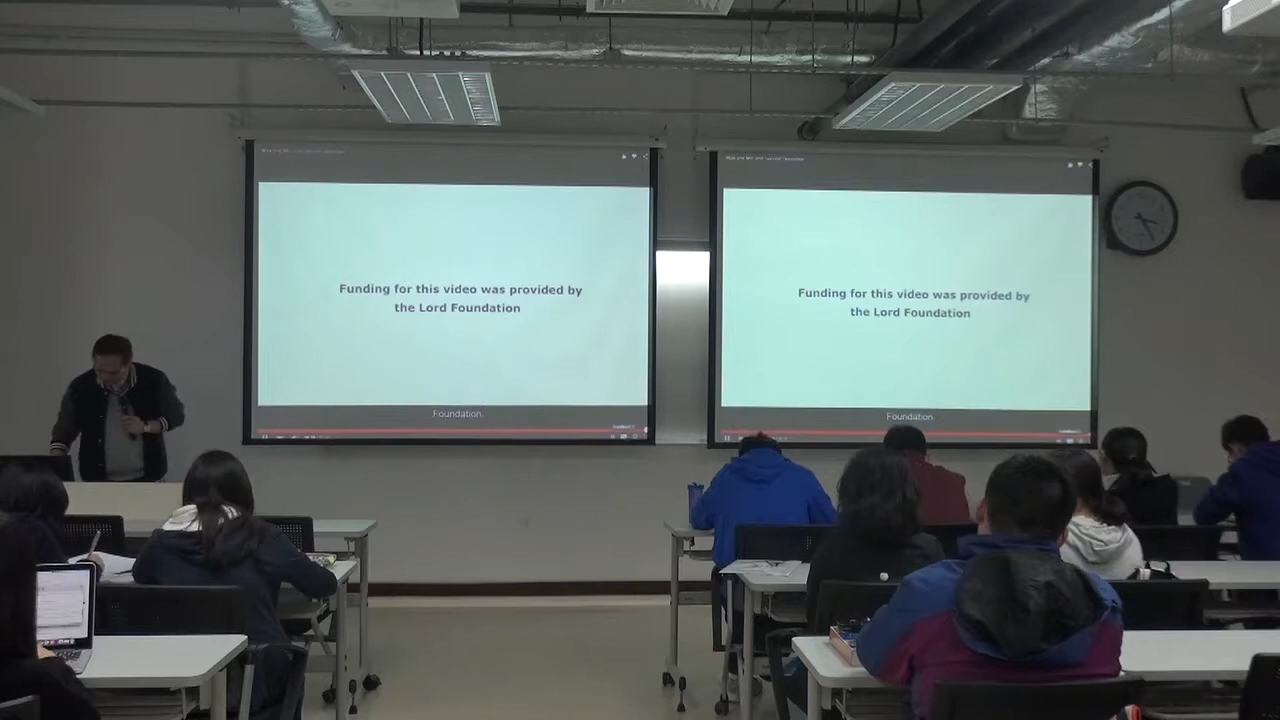 Funding for this video was provided by
the Lord Foundation
Foundation.
Funding for this video was provided by
the Lord Foundation
Foundation.